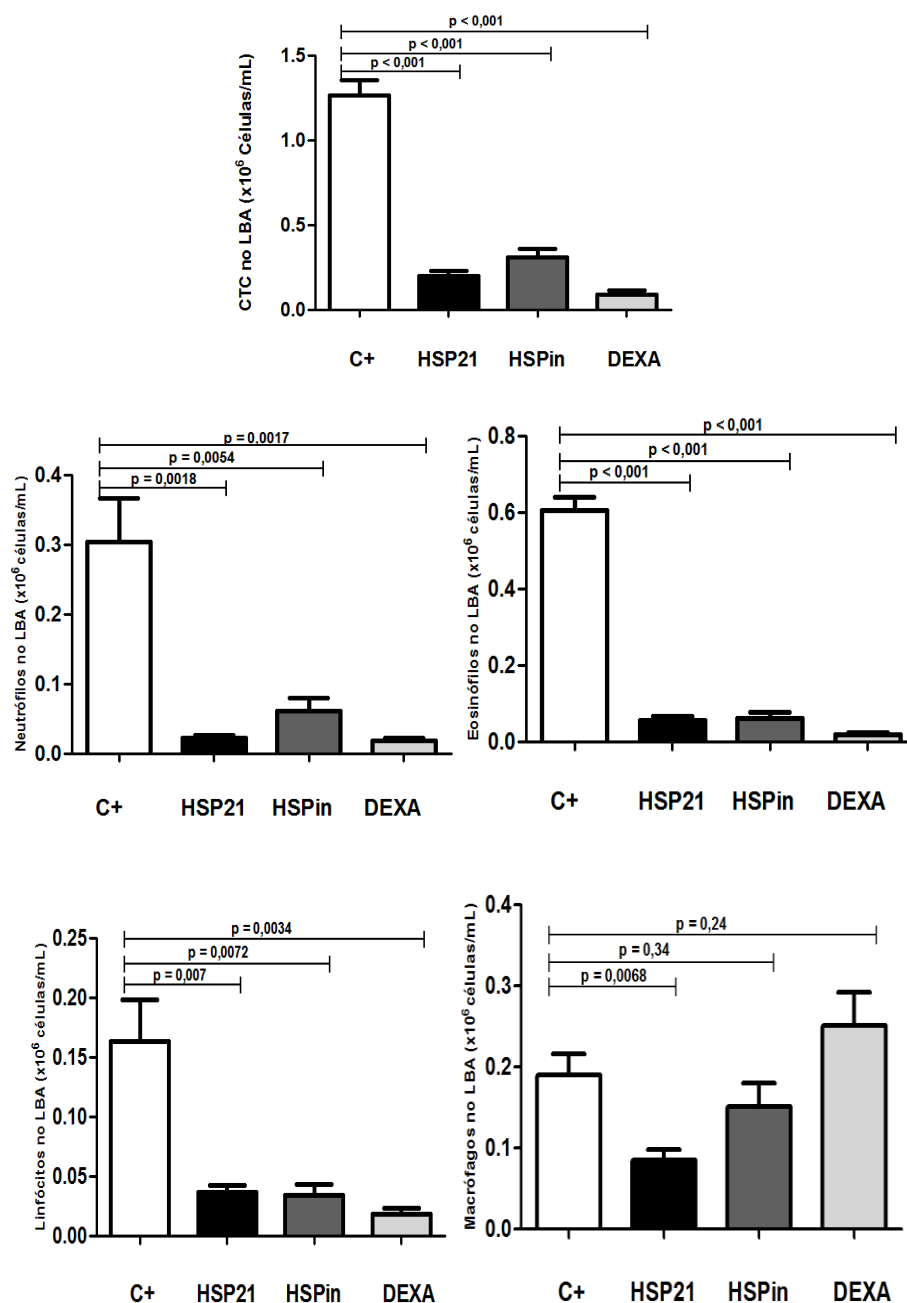 p < 0,001
p < 0,001
p < 0,001
CTC no LBA (x10⁶ Células/mL)
1.5
1.0
0.5
0.0
C+ HSP21 HSPin DEXA
p = 0,0017
p = 0,0054
p = 0,0018
Neutrófilos no LBA (x10⁶ células/mL)
0.4
0.3
0.2
0.1
0.0
C+ HSP21 HSPin DEXA
p < 0,001
p < 0,001
p < 0,001
Eosinófilos no LBA (x10⁶ células/mL)
0.8
0.6
0.4
0.2
0.0
C+ HSP21 HSPin DEXA
p = 0,0034
p = 0,0072
p = 0,007
Linfócitos no LBA (x10⁶ células/mL)
0.25
0.20
0.15
0.10
0.05
0.00
C+ HSP21 HSPin DEXA
p = 0,24
p = 0,34
p = 0,0068
Macrófagos no LBA (x10⁶ células/mL)
0.4
0.3
0.2
0.1
0.0
C+ HSP21 HSPin DEXA